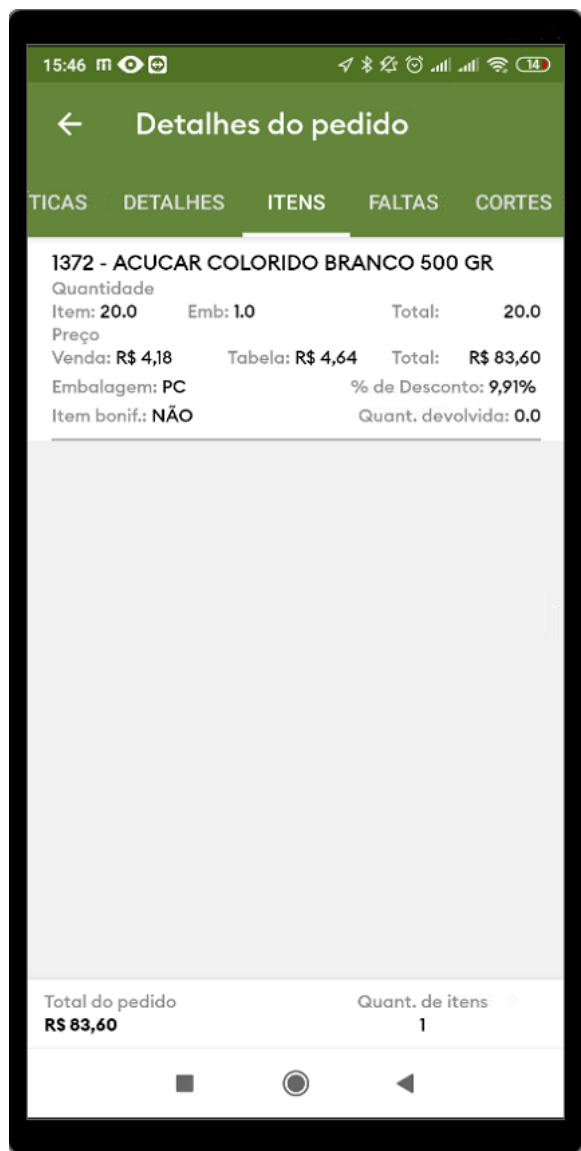 15:46 m 14
Detalhes do pedido
TICAS DETALHES ITENS FALTAS CORTES
1372 - ACUCAR COLORIDO BRANCO 500 GR
Quantidade
Item: 20.0 Emb: 1.0 Total: 20.0
Preço
Venda: R$ 4,18 Tabela: R$ 4,64 Total: R$ 83,60
Embalagem: PC % de Desconto: 9,91%
Item bonif.: NÃO Quant. devolvida: 0.0
Total do pedido Quant. de itens
R$ 83,60 1